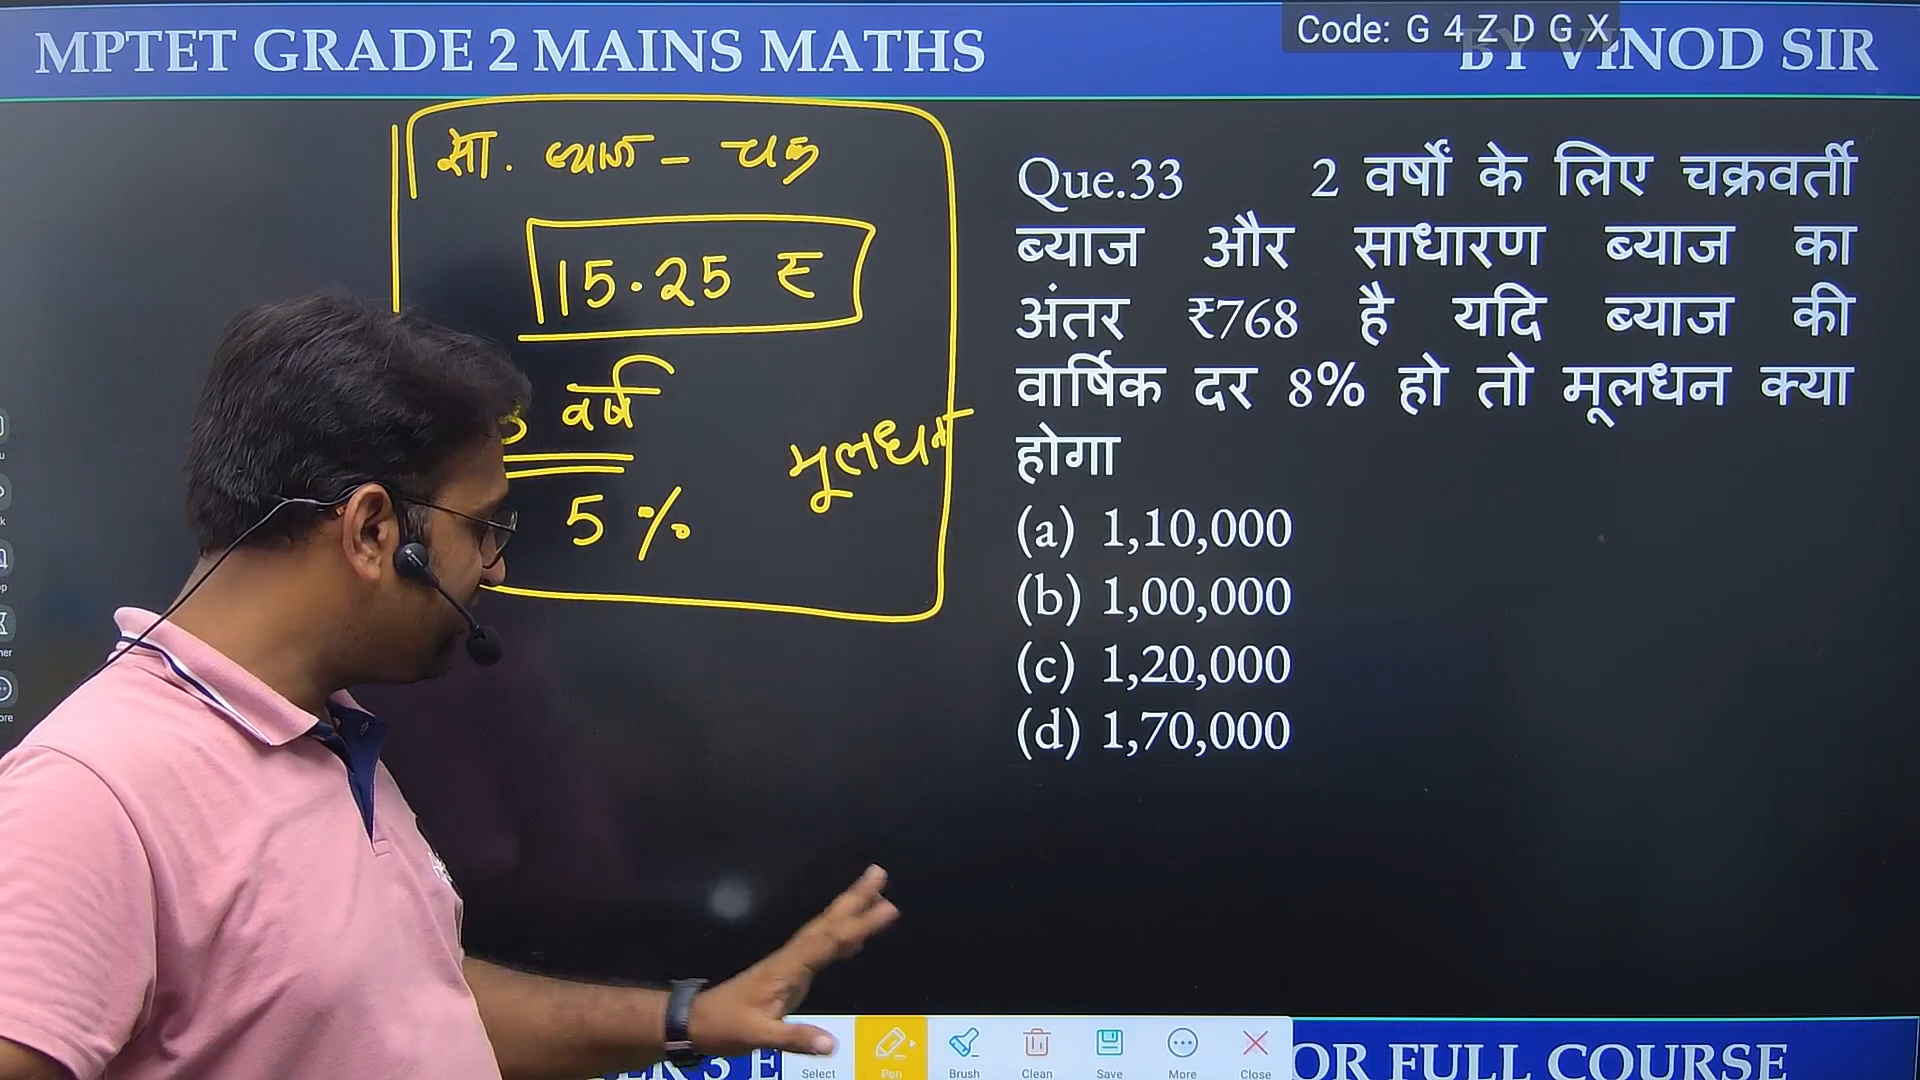 MPTET GRADE 2 MAINS MATHS
Code: G 4 Z D G X
BY VINOD SIR
सा. ब्याज - चक्र
15.25 ₹
वर्ष
5 %
मूलधन
Que.33 2 वर्षों के लिए चक्रवर्ती
ब्याज और साधारण ब्याज का
अंतर ₹768 है यदि ब्याज की
वार्षिक दर 8% हो तो मूलधन क्या
होगा
(a) 1,10,000
(b) 1,00,000
(c) 1,20,000
(d) 1,70,000
Select Pen Brush Clean Save More Close
OR FULL COURSE